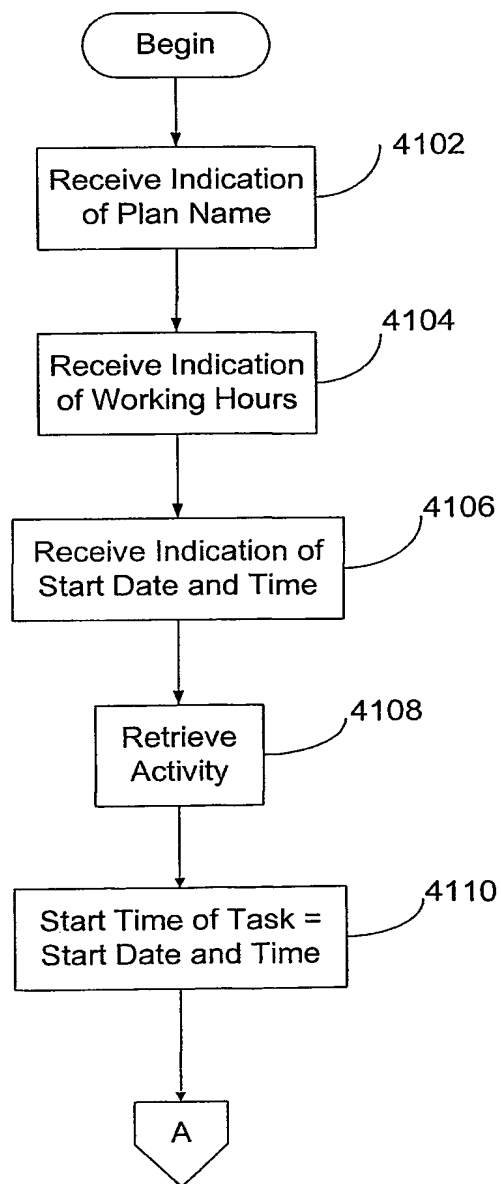 Begin
4102
Receive Indication
of Plan Name
4104
Receive Indication
of Working Hours
4106
Receive Indication of
Start Date and Time
4108
Retrieve
Activity
4110
Start Time of Task =
Start Date and Time
A